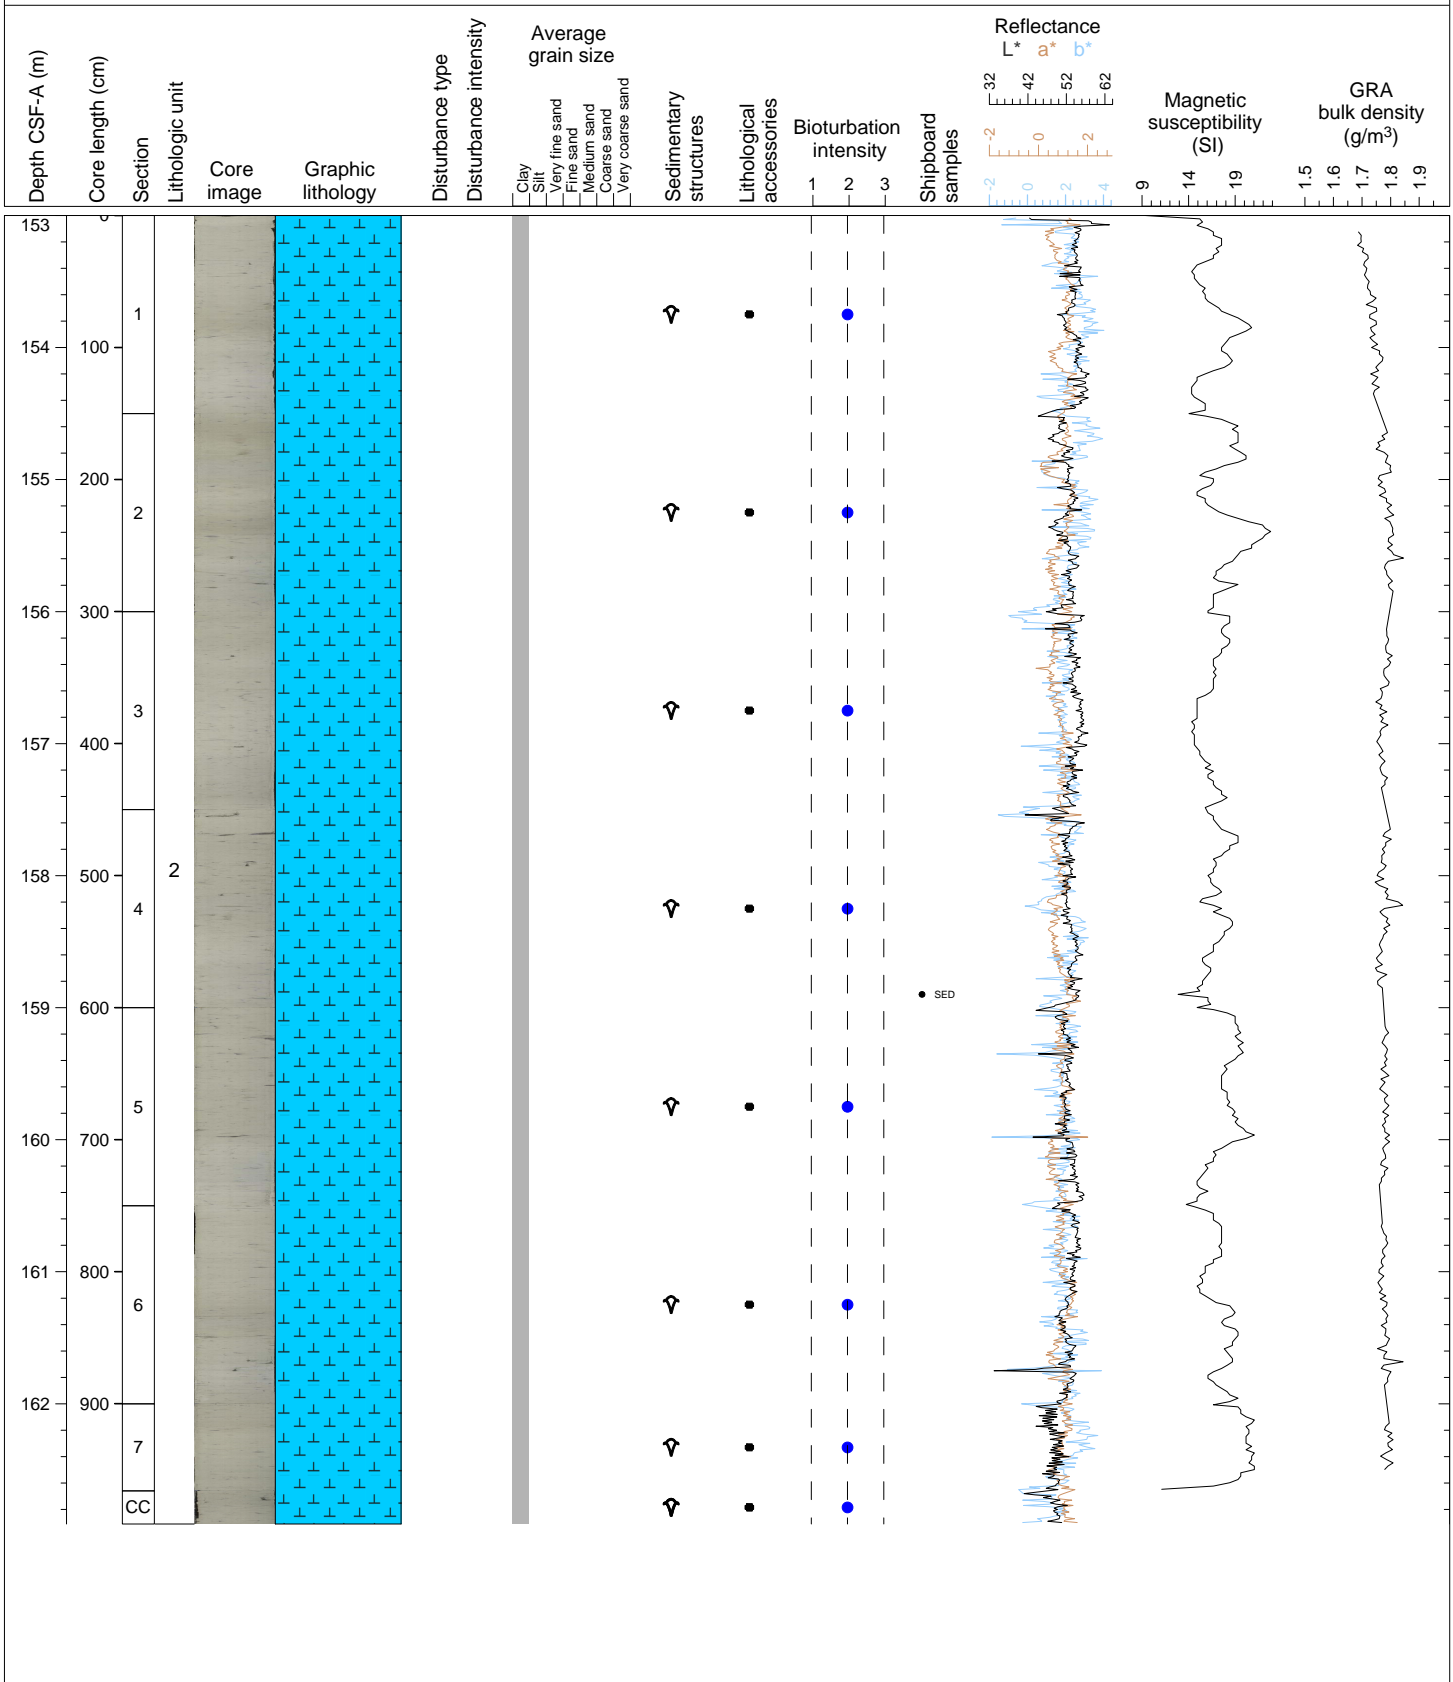 Depth CSF-A (m)
Core length (cm)
Section
Lithologic unit
Core
image
Graphic
lithology
Disturbance type
Disturbance intensity
Average
grain size
Clay
Silt
Very fine sand
Fine sand
Medium sand
Coarse sand
Very coarse sand
Sedimentary
structures
Lithological
accessories
Bioturbation
intensity
1 2 3
Shipboard
samples
Reflectance
L* a* b*
32 42 52 62
-2 0 2
-2 0 2 4
Magnetic
susceptibility
(SI)
9 14 19
GRA
bulk density
(g/m3)
1.5 1.6 1.7 1.8 1.9
153 0
1
154 100
155 200
2
156 300
3
157 400
2
158 500
4
SED
159 600
5
160 700
161 800
6
162 900
7
CC